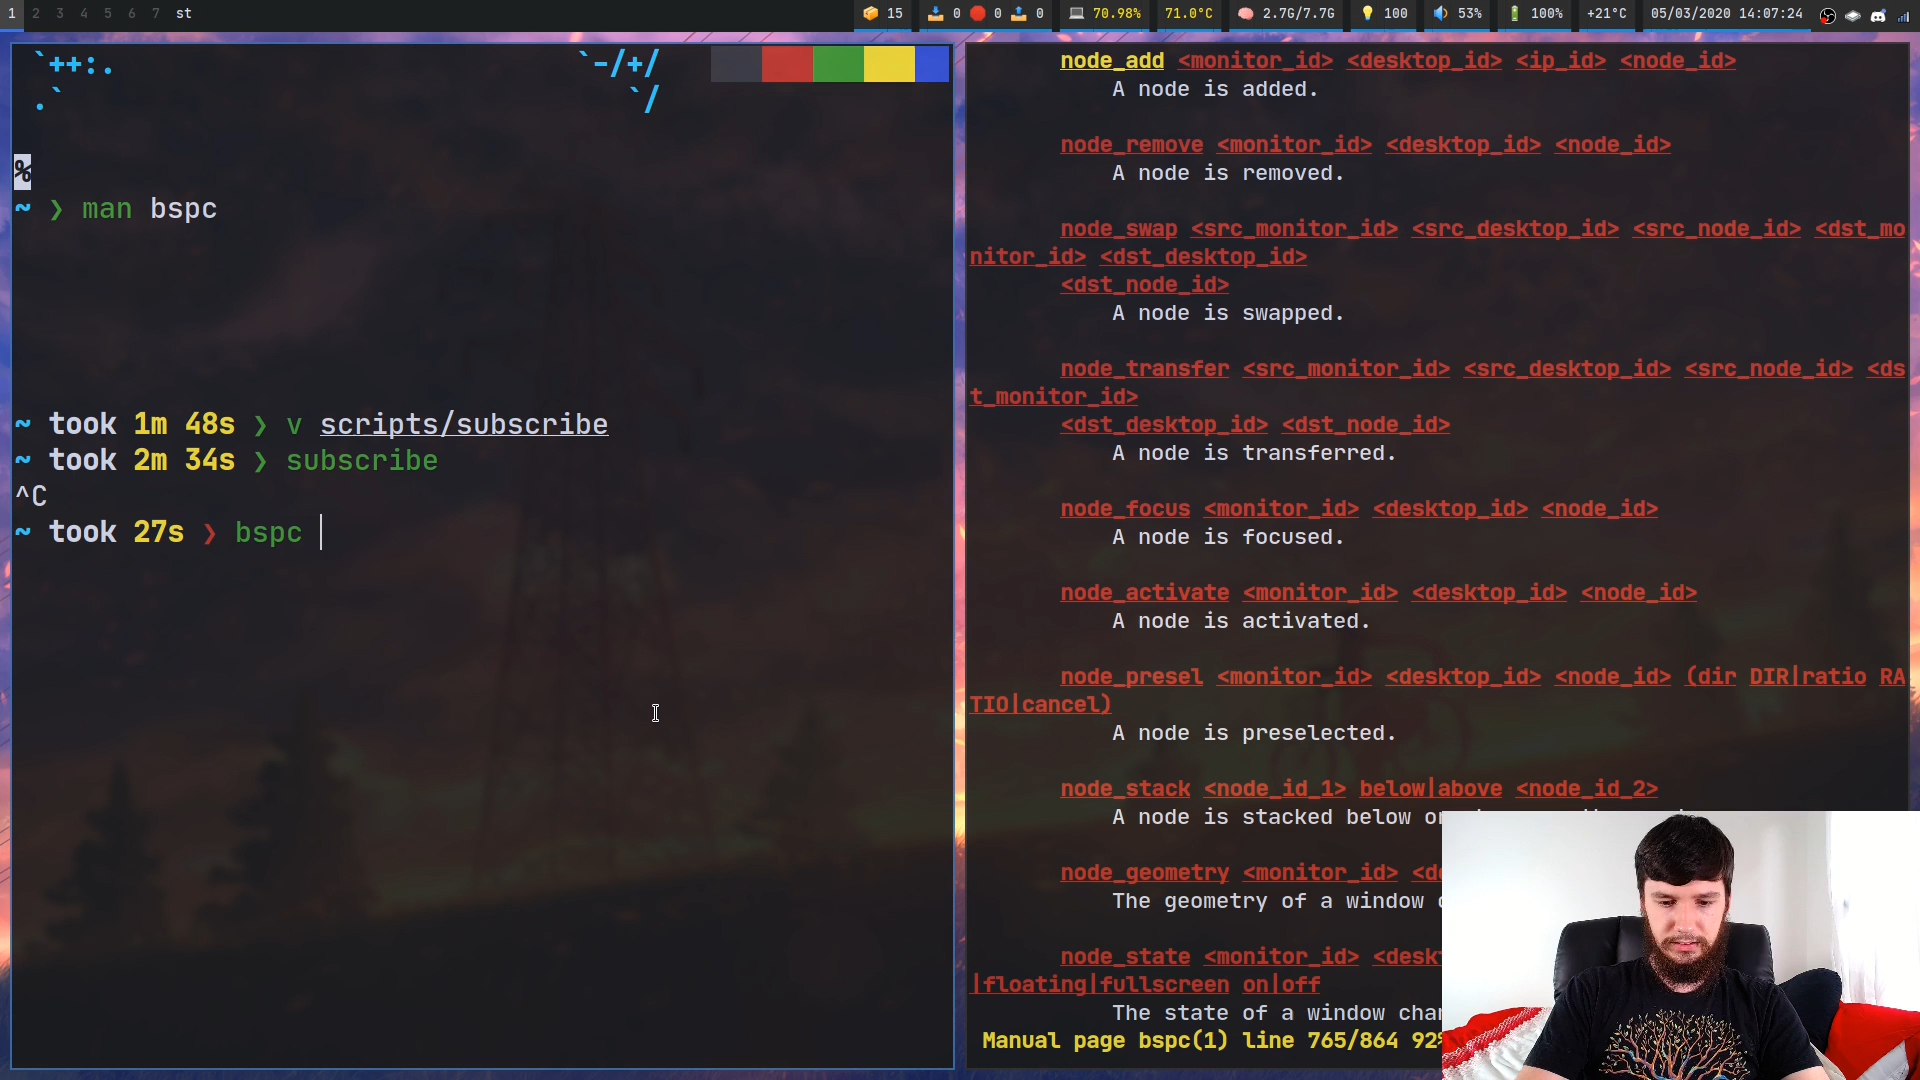 1 2 3 4 5 6 7 st 15 0 0 0 70.98% 71.0°C 2.7G/7.7G 100 53% 100% +21°C 05/03/2020 14:07:24
`++:. `-/+/
.` `/
%
~ ❯ man bspc
~ took 1m 48s ❯ v scripts/subscribe
~ took 2m 34s ❯ subscribe
^C
~ took 27s ❯ bspc
node_add <monitor_id> <desktop_id> <ip_id> <node_id>
A node is added.
node_remove <monitor_id> <desktop_id> <node_id>
A node is removed.
node_swap <src_monitor_id> <src_desktop_id> <src_node_id> <dst_mo
nitor_id> <dst_desktop_id>
<dst_node_id>
A node is swapped.
node_transfer <src_monitor_id> <src_desktop_id> <src_node_id> <ds
t_monitor_id>
<dst_desktop_id> <dst_node_id>
A node is transferred.
node_focus <monitor_id> <desktop_id> <node_id>
A node is focused.
node_activate <monitor_id> <desktop_id> <node_id>
A node is activated.
node_presel <monitor_id> <desktop_id> <node_id> (dir DIR|ratio RA
TIO|cancel)
A node is preselected.
node_stack <node_id_1> below|above <node_id_2>
A node is stacked below
node_geometry <monitor_id>
The geometry of a window
node_state <monitor_id>
|floating|fullscreen on|off
The state of a window
Manual page bspc(1) line 765/864 92%